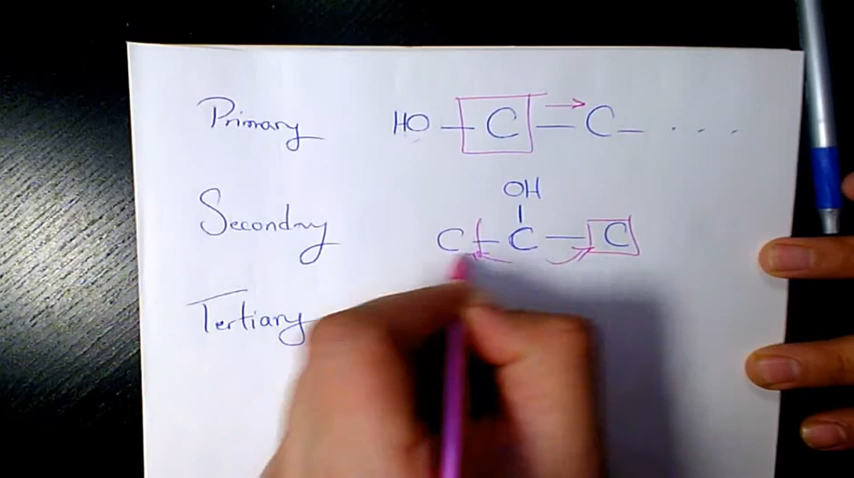 Primary HO - C - C - . . . .
OH
Secondary C - C - C
Tertiary